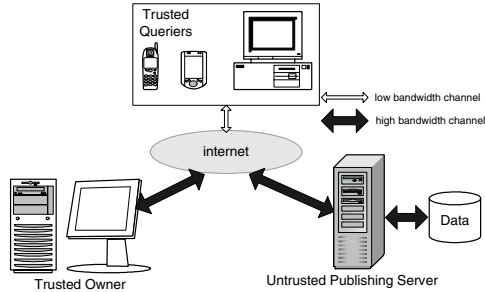 Trusted
Queriers
low bandwidth channel
high bandwidth channel
internet
Data
Trusted Owner
Untrusted Publishing Server